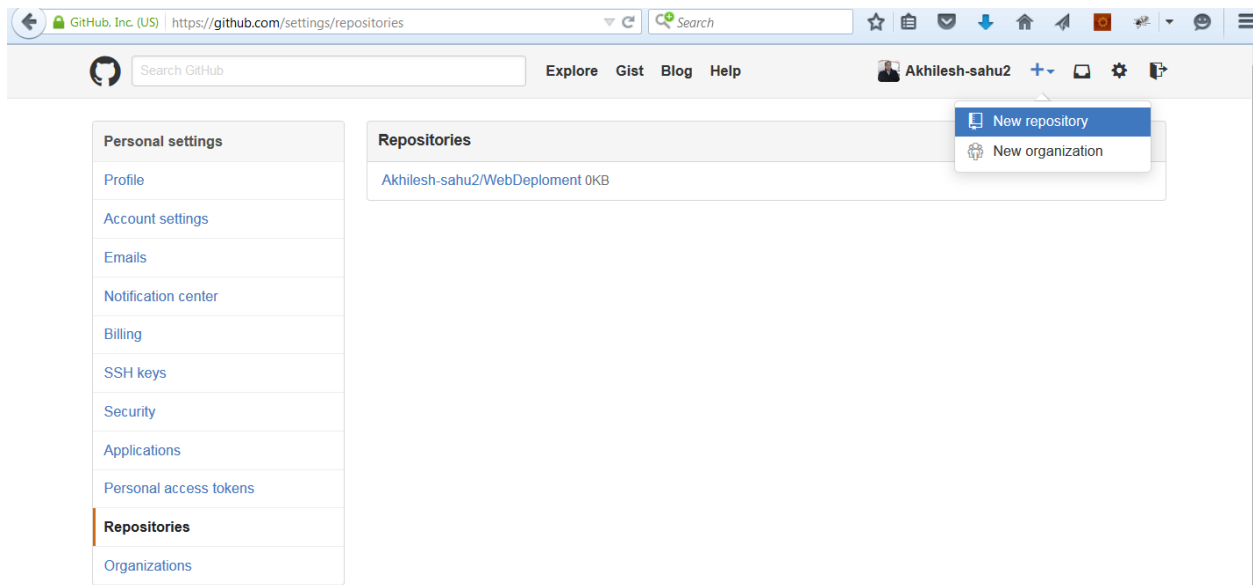 GitHub, Inc. (US) https://github.com/settings/repositories Search
Search GitHub Explore Gist Blog Help Akhilesh-sahu2
New repository
New organization
Personal settings
Profile
Account settings
Emails
Notification center
Billing
SSH keys
Security
Applications
Personal access tokens
Repositories
Organizations
Repositories
Akhilesh-sahu2/WebDeploment 0KB